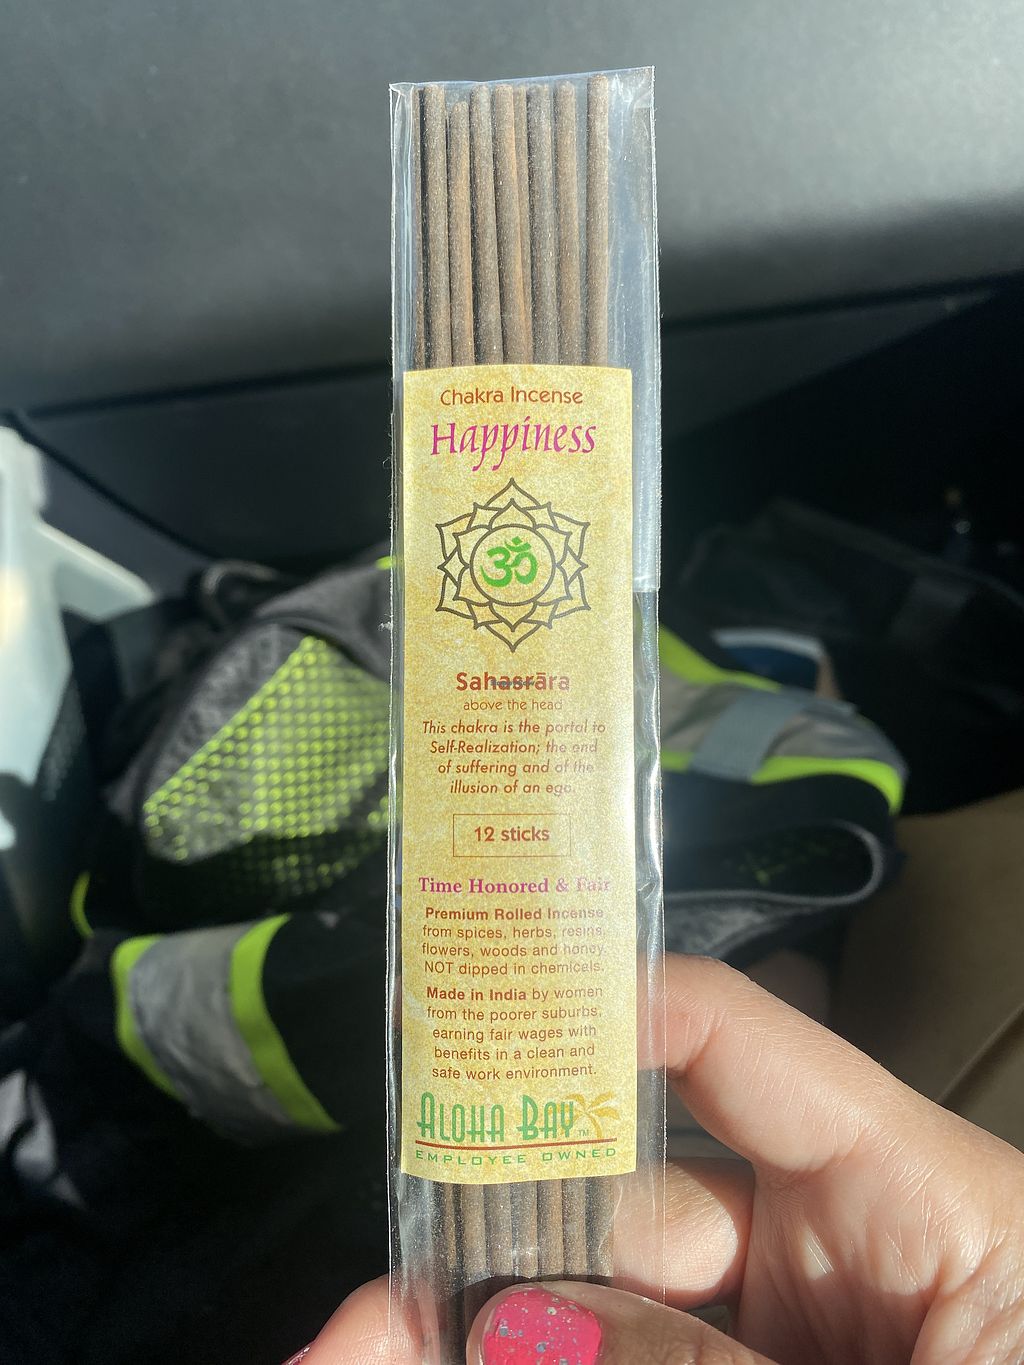 Chakra Incense
Happiness
ॐ
Sahasrāra
above the head
This chakra is the portal to
Self-Realization; the end
of suffering and of the
illusion of an ego.
12 sticks
Time Honored & Fair
Premium Rolled Incense
from spices, herbs, resins,
flowers, woods and honey.
NOT dipped in chemicals.
Made in India by women
from the poorer suburbs,
earning fair wages with
benefits in a clean and
safe work environment.
ALOHA BAY™
EMPLOYEE OWNED